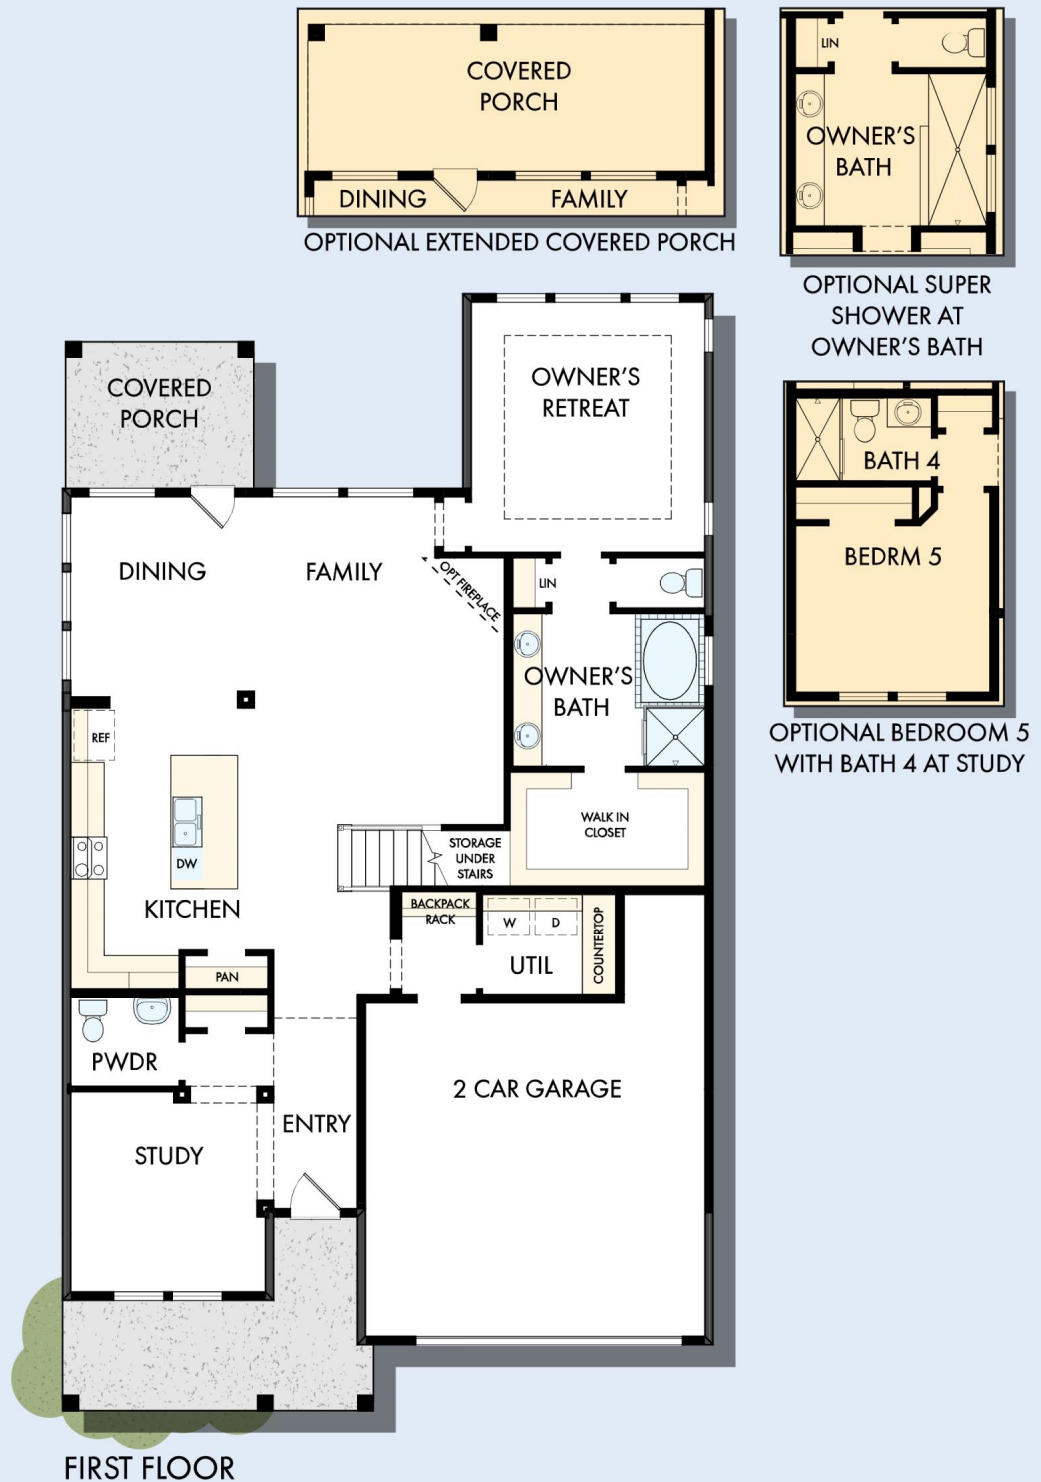 COVERED
PORCH
DINING
FAMILY
OPTIONAL EXTENDED COVERED PORCH
LIN
OWNER'S
BATH
OPTIONAL SUPER
SHOWER AT
OWNER'S BATH
BATH 4
BEDRM 5
OPTIONAL BEDROOM 5
WITH BATH 4 AT STUDY
COVERED
PORCH
OWNER'S
RETREAT
DINING
FAMILY
OPT FIREPLACE
LIN
OWNER'S
BATH
REF
DW
KITCHEN
WALK IN
CLOSET
STORAGE
UNDER
STAIRS
BACKPACK
RACK
W
D
COUNTERTOP
UTIL
PAN
PWDR
2 CAR GARAGE
ENTRY
STUDY
FIRST FLOOR